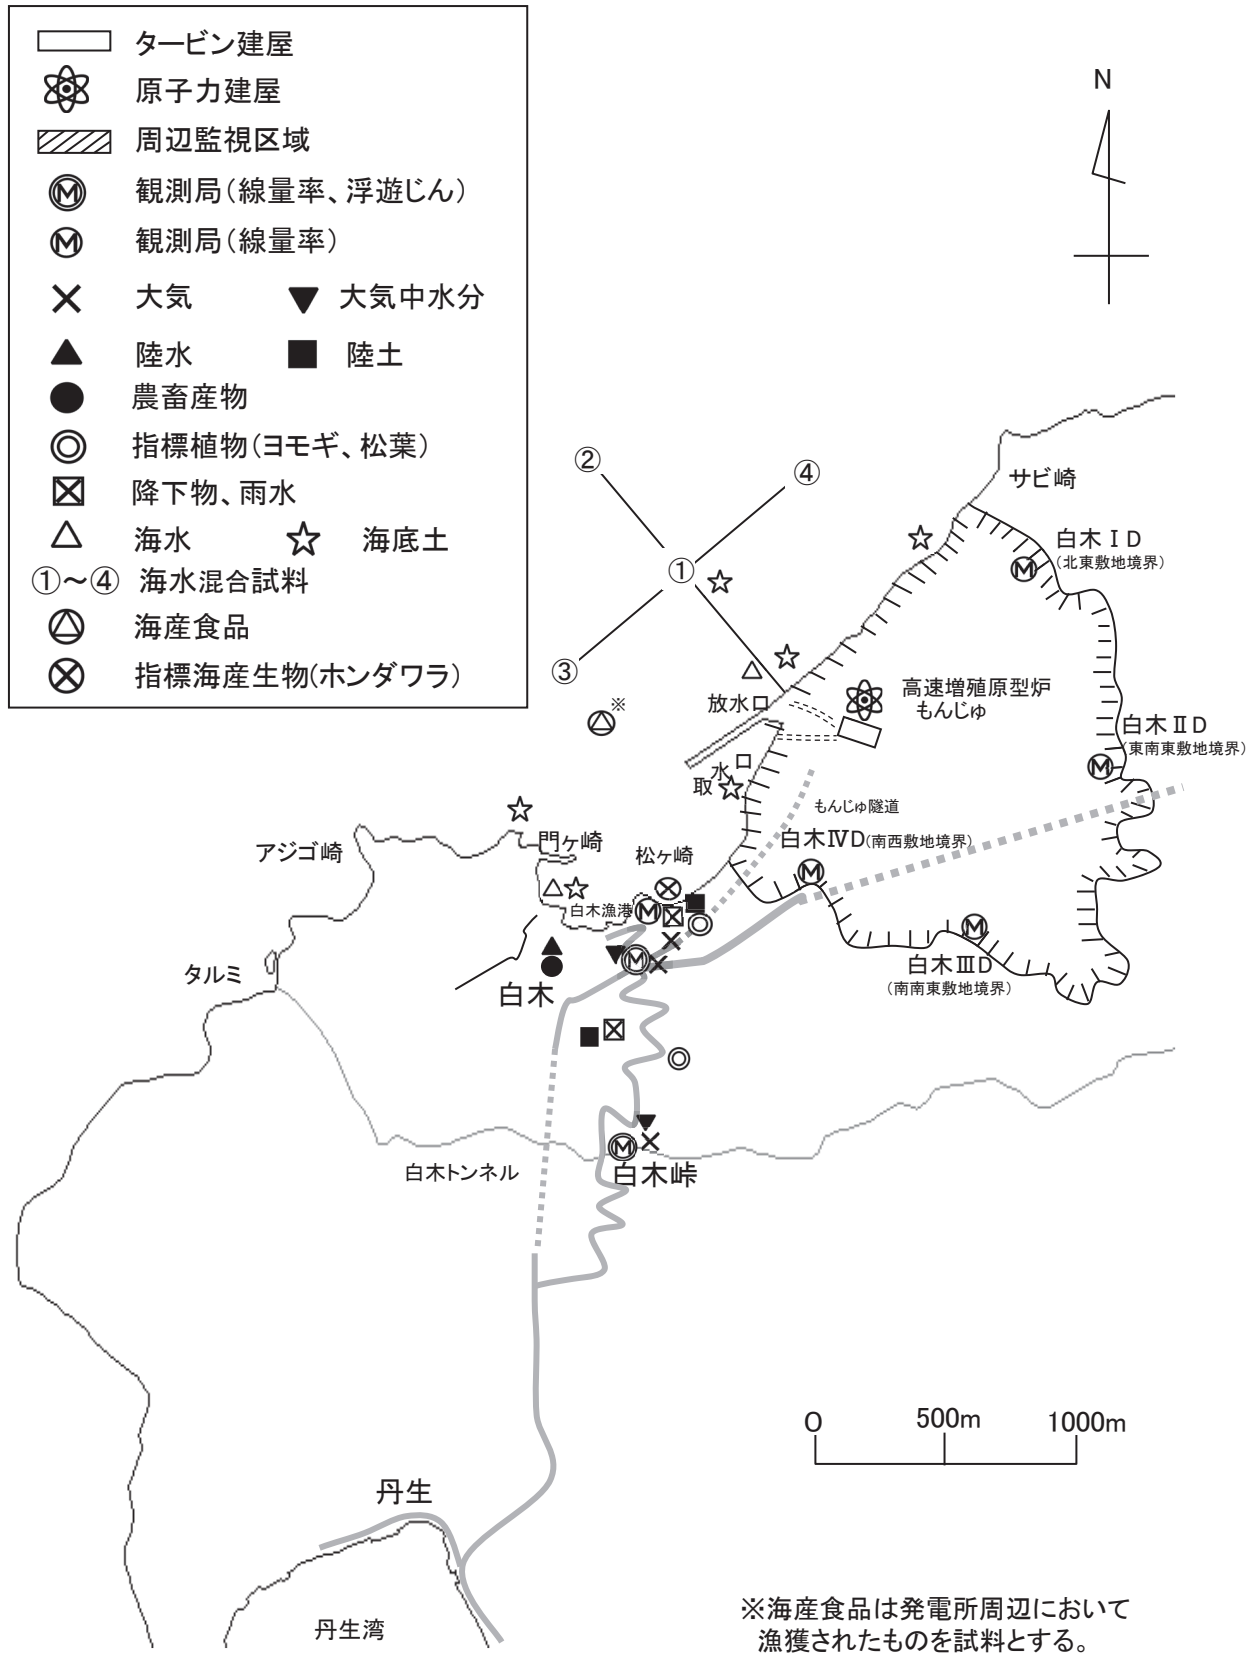 タービン建屋
原子力建屋
周辺監視区域
観測局（線量率、浮遊じん）
観測局（線量率）
大気
大気中水分
陸水
陸土
農畜産物
指標植物（ヨモギ、松葉）
降下物、雨水
海水
海底土
①～④ 海水混合試料
海産食品
指標海産生物(ホンダワラ)
N
②
④
サビ崎
白木ⅠD
（北東敷地境界）
①
③
※
放水口
高速増殖原型炉
もんじゅ
白木ⅡD
（東南東敷地境界）
取水口
もんじゅ隧道
白木ⅣD（南西敷地境界）
アジゴ崎
門ヶ崎
松ヶ崎
白木漁港
タルミ
白木
白木ⅢD
（南南東敷地境界）
白木トンネル
白木峠
0 500m 1000m
丹生
丹生湾
※海産食品は発電所周辺において
漁獲されたものを試料とする。